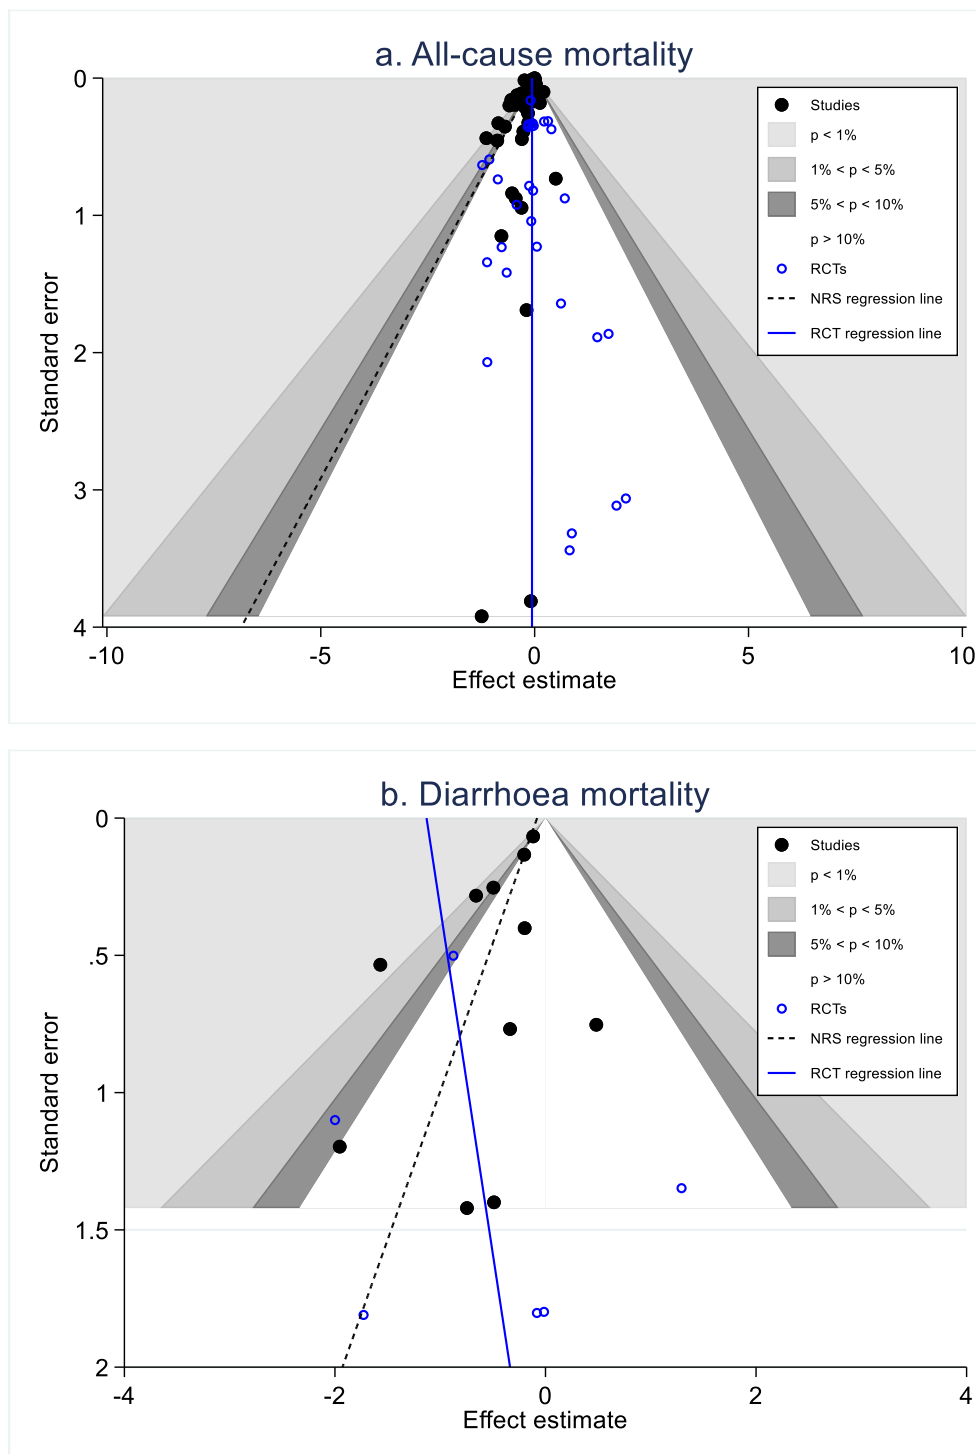 a. All-cause mortality
0
1
2
3
4
Standard error
-10
-5
0
5
10
Effect estimate
Studies
p < 1%
1% < p < 5%
5% < p < 10%
p > 10%
RCTs
NRS regression line
RCT regression line
b. Diarrhoea mortality
0
.5
1
1.5
2
Standard error
-4
-2
0
2
4
Effect estimate
Studies
p < 1%
1% < p < 5%
5% < p < 10%
p > 10%
RCTs
NRS regression line
RCT regression line